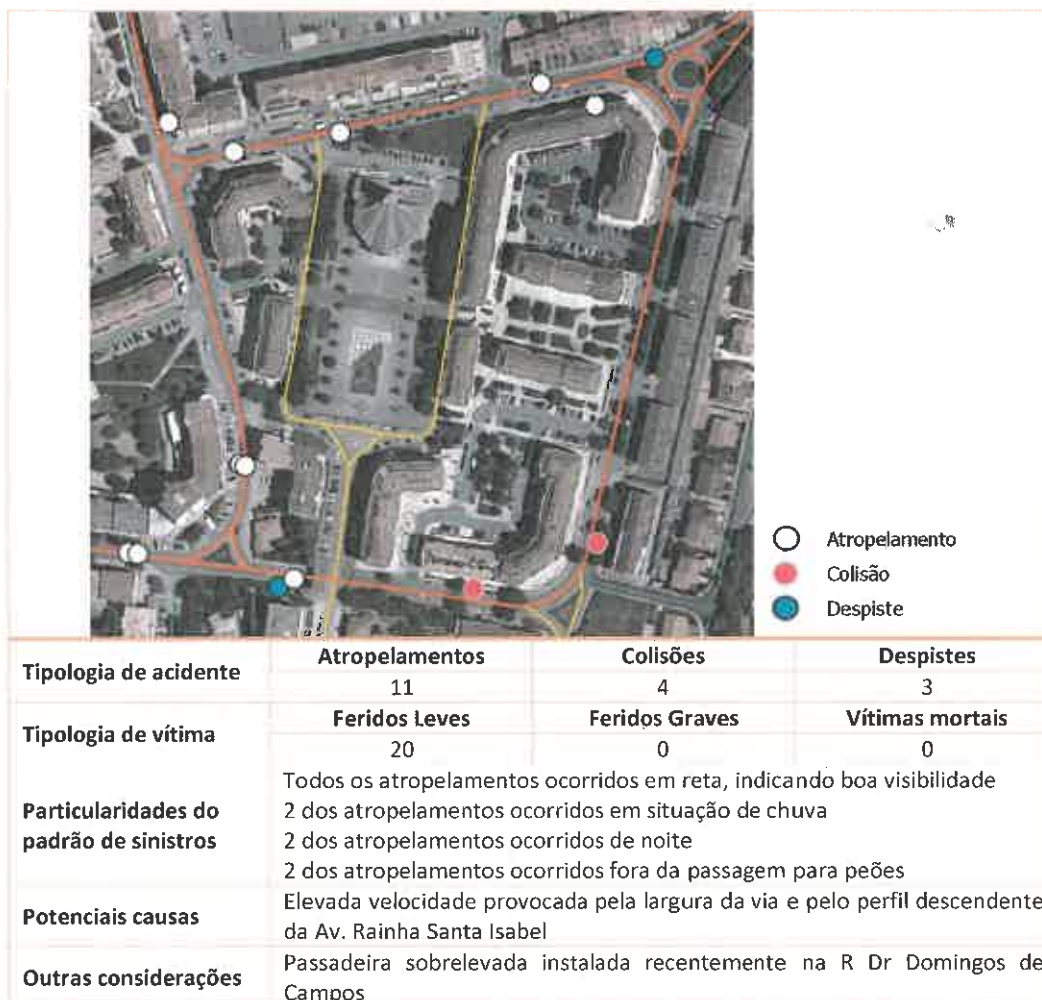 Atropelamento
Colisão
Despiste
Tipologia de acidente
Atropelamentos Colisões Despistes
11 4 3
Tipologia de vítima
Feridos Leves Feridos Graves Vítimas mortais
20 0 0
Particularidades do
padrão de sinistros
Todos os atropelamentos ocorridos em reta, indicando boa visibilidade
2 dos atropelamentos ocorridos em situação de chuva
2 dos atropelamentos ocorridos de noite
2 dos atropelamentos ocorridos fora da passagem para peões
Potenciais causas
Elevada velocidade provocada pela largura da via e pelo perfil descendente
da Av. Rainha Santa Isabel
Outras considerações
Passadeira sobrelevada instalada recentemente na R Dr Domingos de
Campos